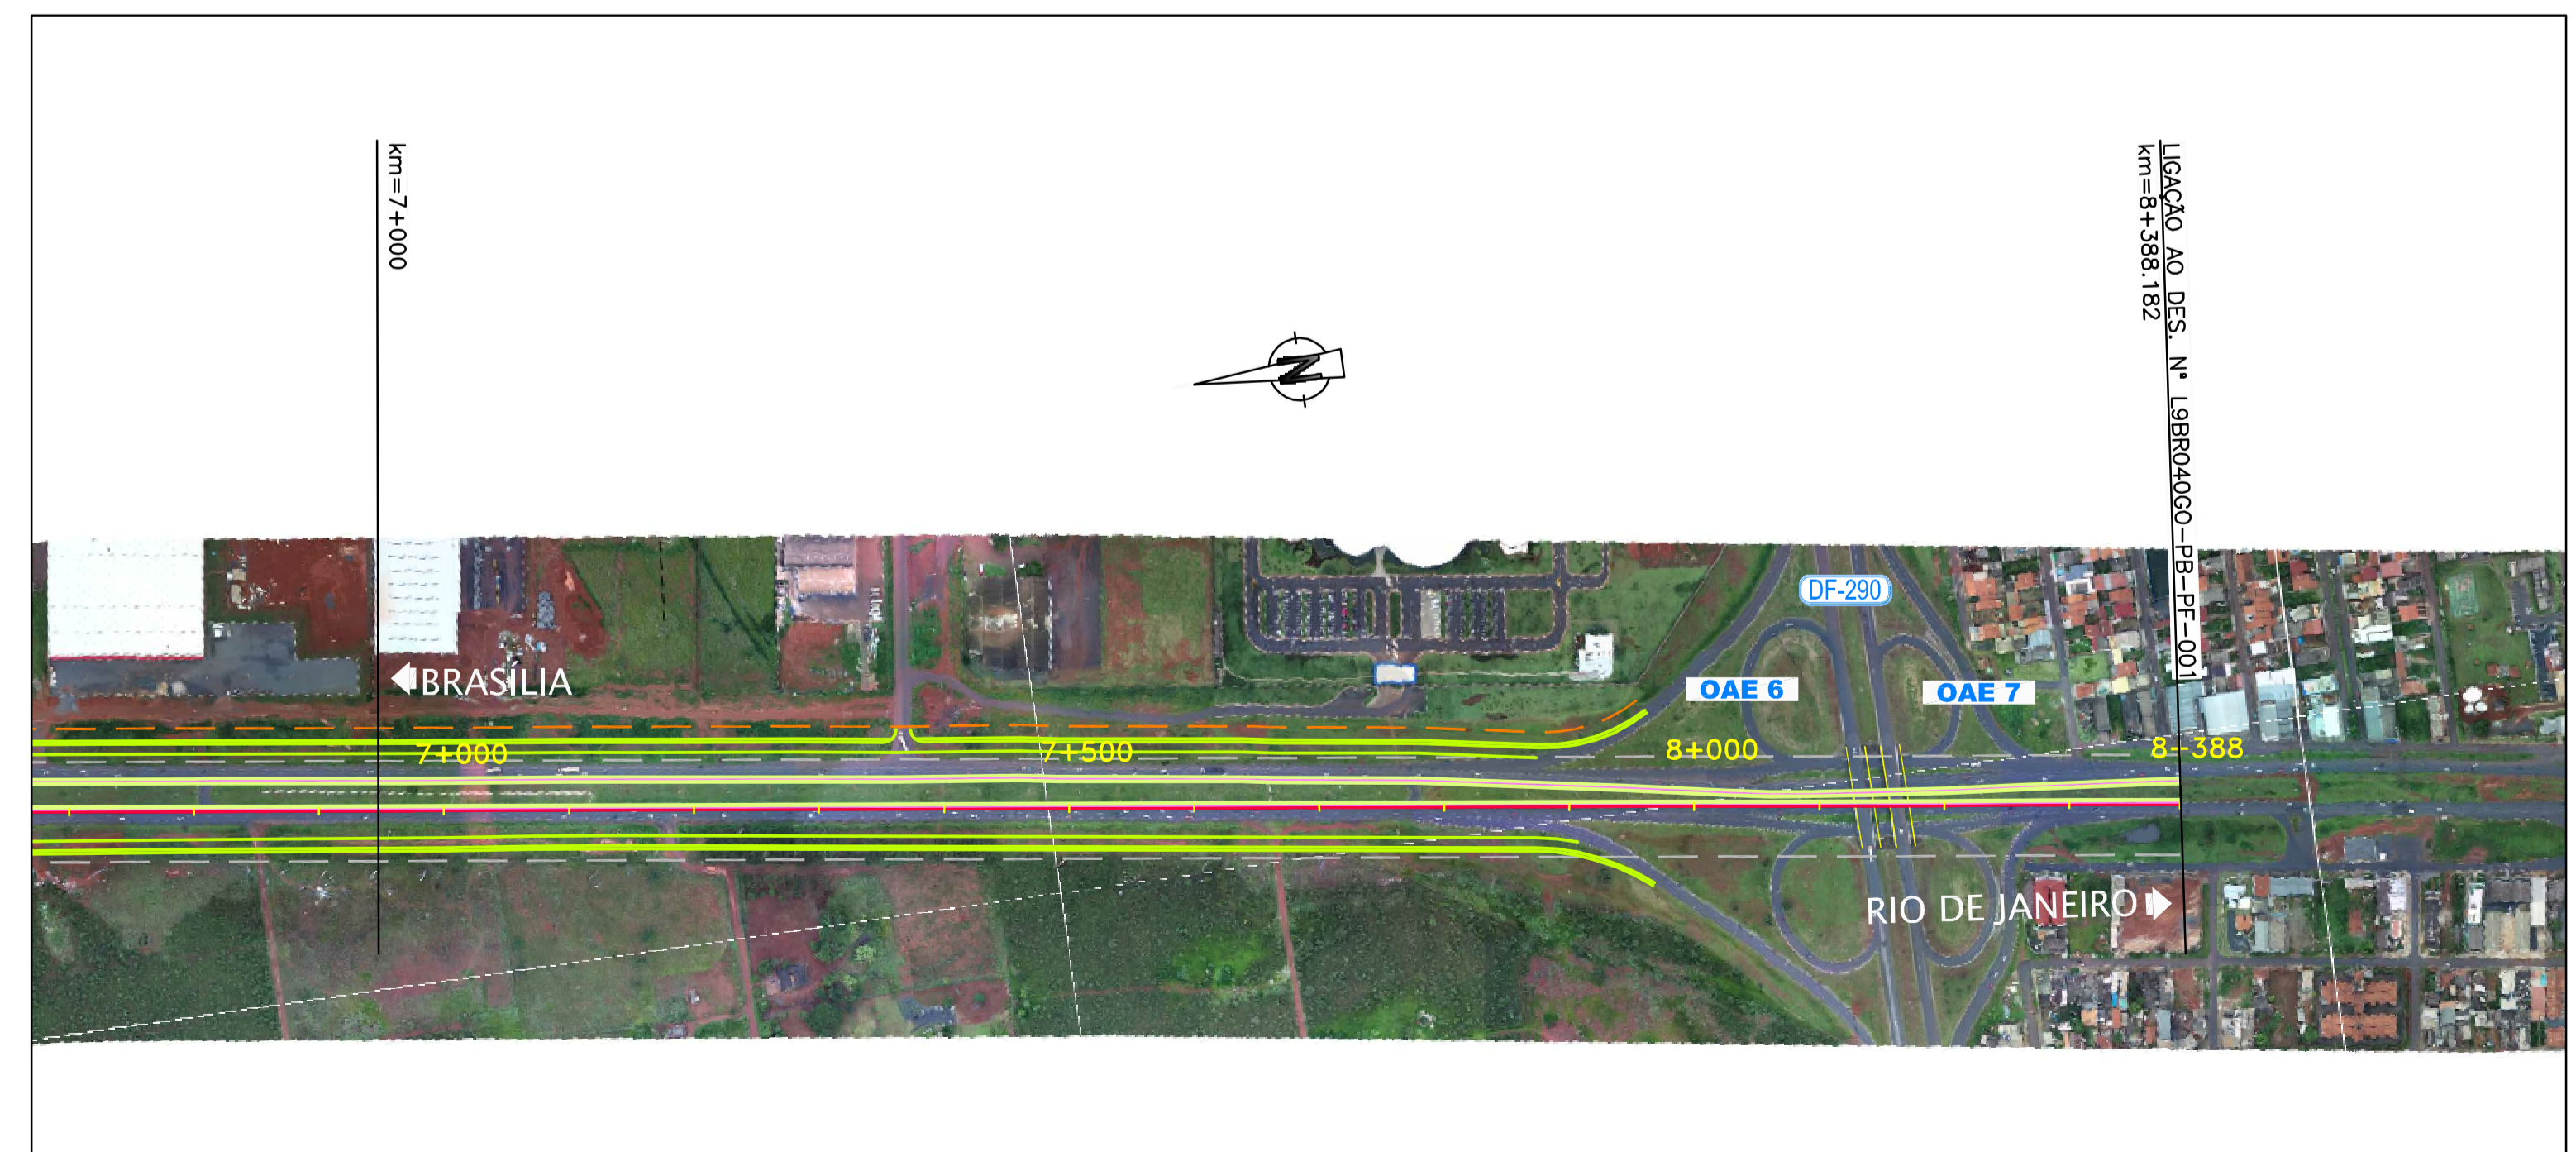 km=7+000
LIGAÇÃO AO DES. Nº L9BR040GO-PB-PF-001
km=8+388.182
N
DF-290
BRASÍLIA
OAE 6
OAE 7
7+000
7+500
8+000
8+388
RIO DE JANEIRO